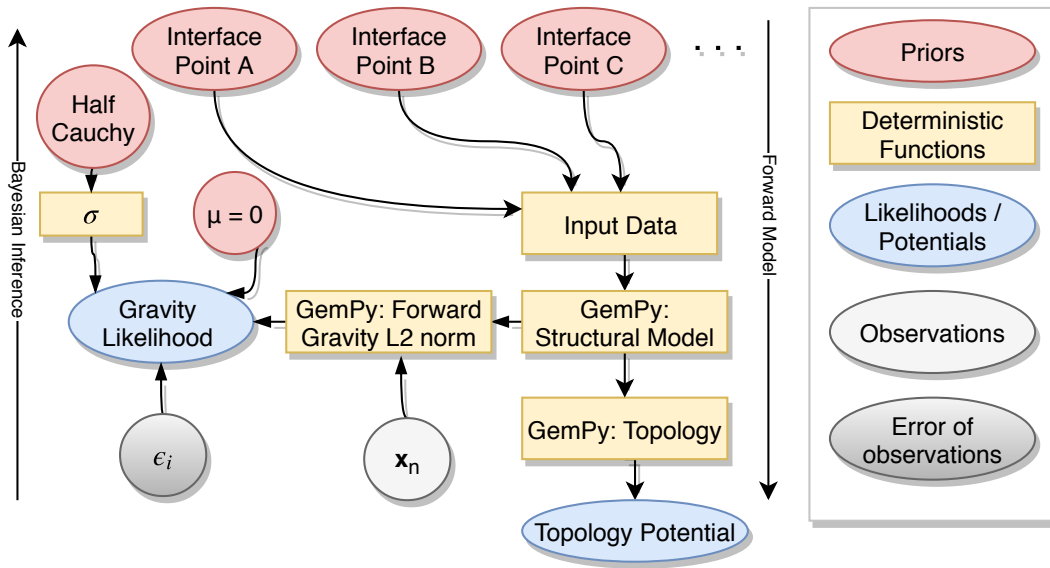 Interface
Point A
Interface
Point B
Interface
Point C
. . .
Half
Cauchy
σ
μ = 0
Input Data
Gravity
Likelihood
GemPy: Forward
Gravity L2 norm
GemPy:
Structural Model
GemPy: Topology
ϵi
xn
Topology Potential
Bayesian Inference
Forward Model
Priors
Deterministic
Functions
Likelihoods /
Potentials
Observations
Error of
observations